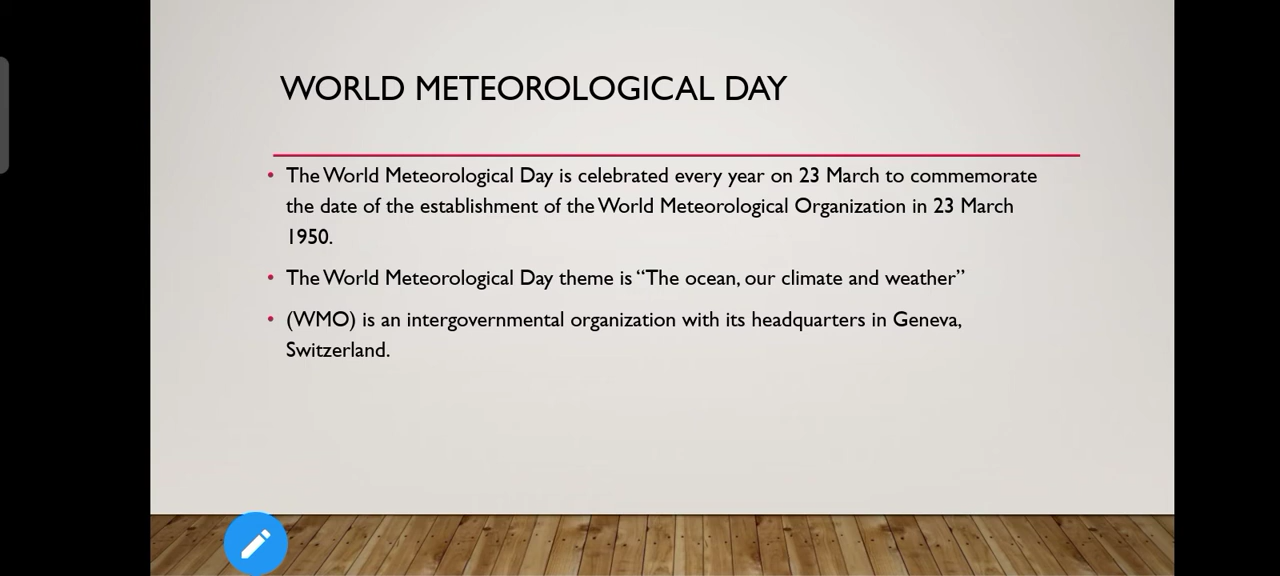 WORLD METEOROLOGICAL DAY
• The World Meteorological Day is celebrated every year on 23 March to commemorate
the date of the establishment of the World Meteorological Organization in 23 March
1950.
• The World Meteorological Day theme is “The ocean, our climate and weather”
• (WMO) is an intergovernmental organization with its headquarters in Geneva,
Switzerland.